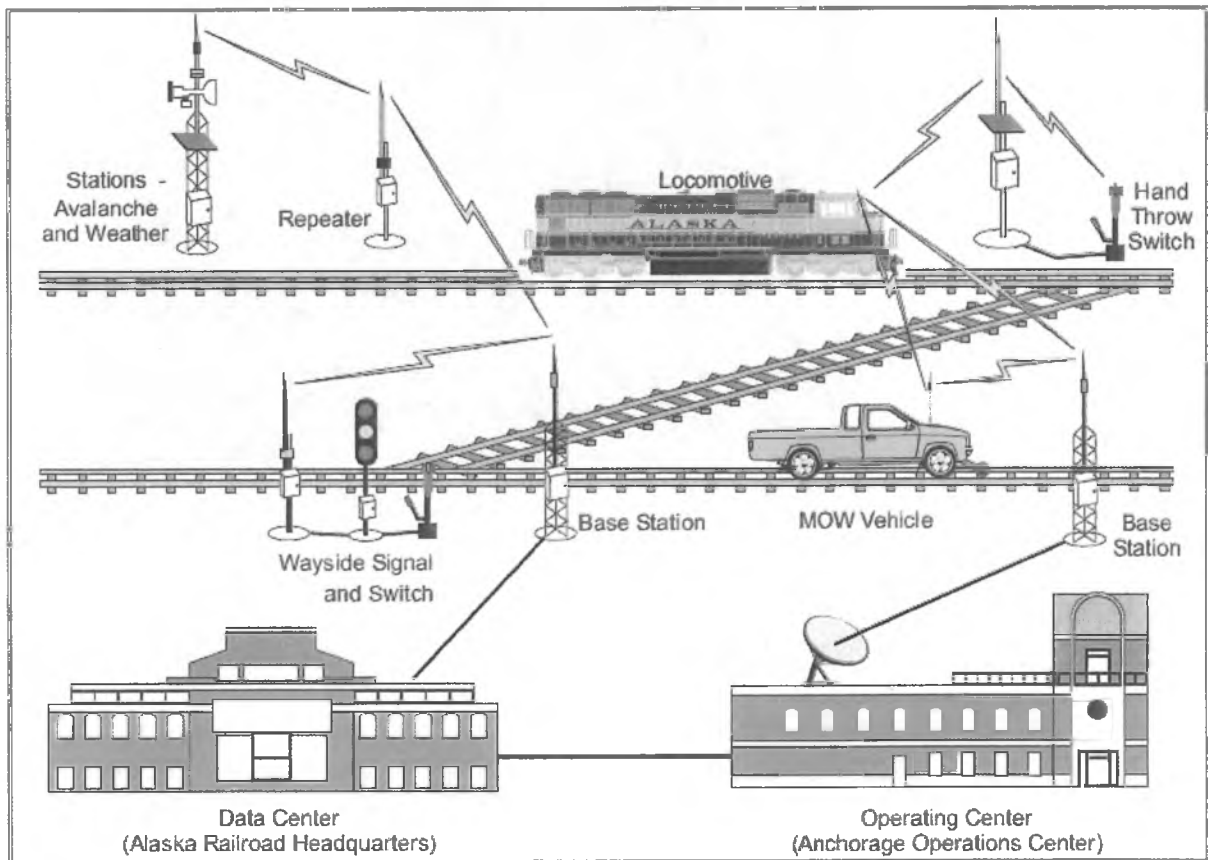 Stations -
Avalanche
and Weather
Repeater
Locomotive
ALASKA
Hand
Throw
Switch
Wayside Signal
and Switch
Base Station
MOW Vehicle
Base
Station
Data Center
(Alaska Railroad Headquarters)
Operating Center
(Anchorage Operations Center)